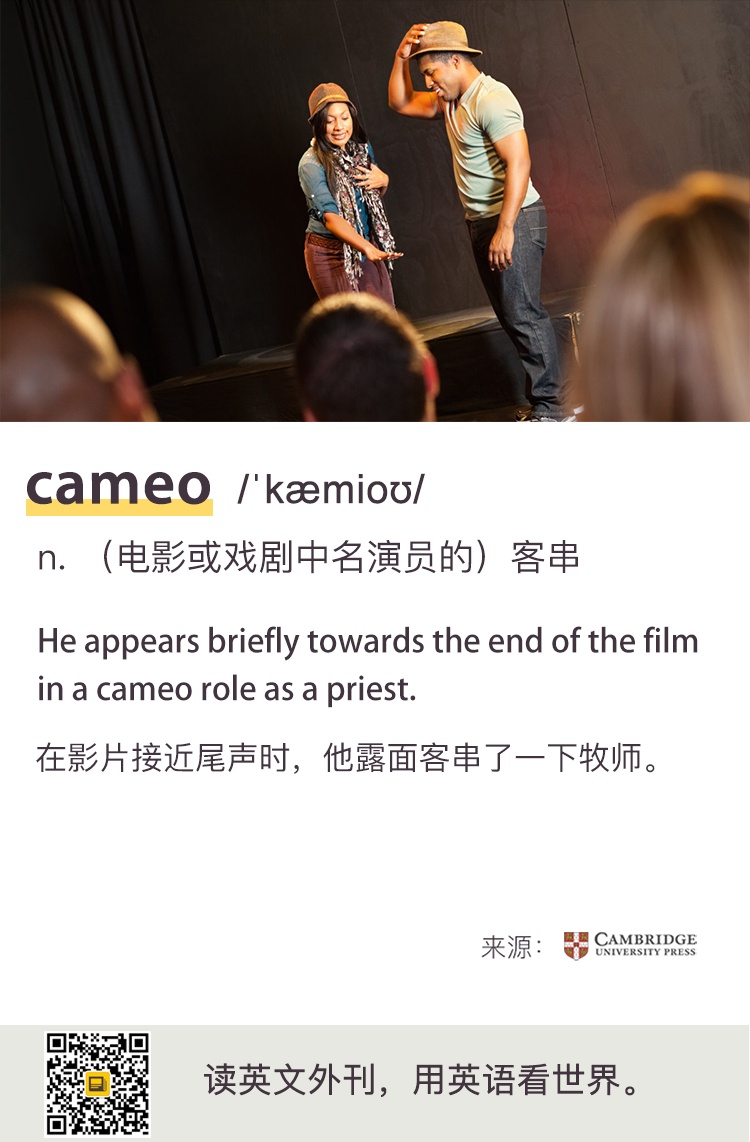 cameo /ˈkæmioʊ/
n. （电影或戏剧中名演员的）客串
He appears briefly towards the end of the film
in a cameo role as a priest.
在影片接近尾声时，他露面客串了一下牧师。
来源： CAMBRIDGE
UNIVERSITY PRESS
读英文外刊，用英语看世界。